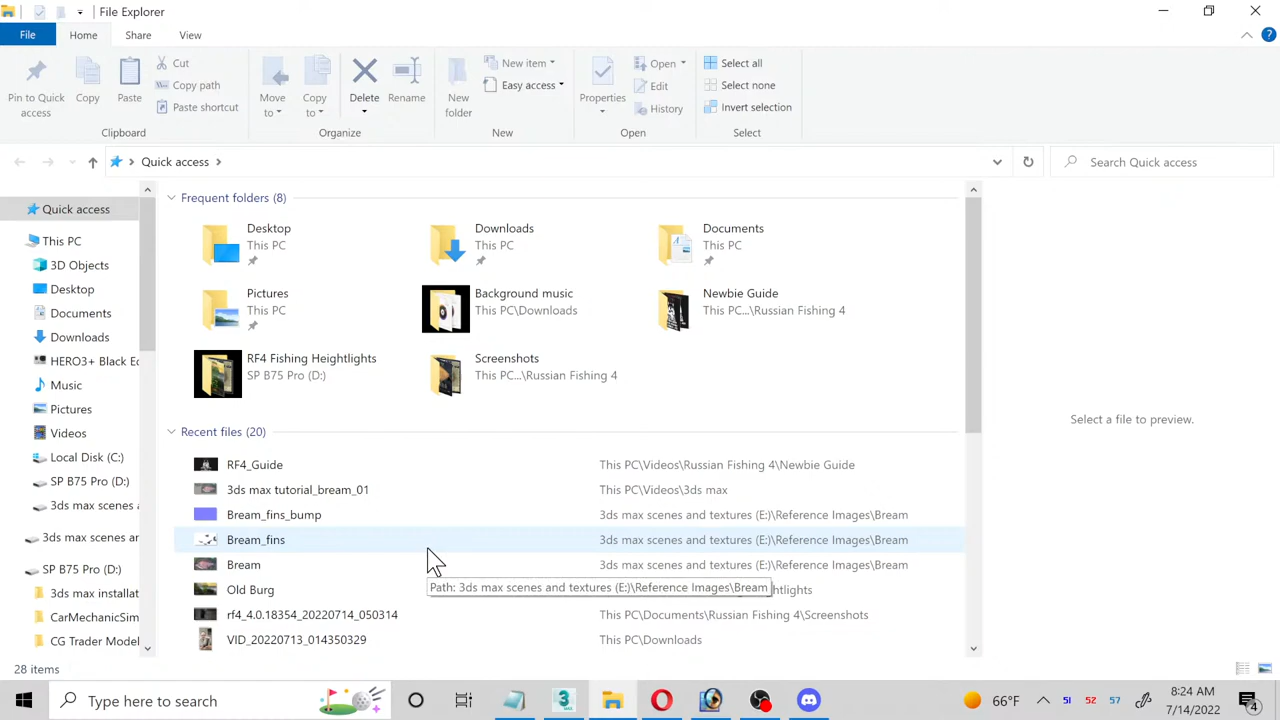 File Explorer
File Home Share View
Pin to Quick access
Copy
Paste
Cut
Copy path
Paste shortcut
Clipboard
Move to
Copy to
Delete
Rename
Organize
New folder
New item
Easy access
New
Properties
Open
Edit
History
Open
Select all
Select none
Invert selection
Select
Quick access
Search Quick access
Quick access
This PC
3D Objects
Desktop
Documents
Downloads
HERO3+ Black Ec
Music
Pictures
Videos
Local Disk (C:)
SP B75 Pro (D:)
3ds max scenes a
3ds max scenes an
SP B75 Pro (D:)
3ds max installat
CarMechanicSim
CG Trader Model
Frequent folders (8)
Desktop
This PC
Downloads
This PC
Documents
This PC
Pictures
This PC
Background music
This PC\Downloads
Newbie Guide
This PC...\Russian Fishing 4
RF4 Fishing Heightlights
SP B75 Pro (D:)
Screenshots
This PC...\Russian Fishing 4
Recent files (20)
RF4_Guide This PC\Videos\Russian Fishing 4\Newbie Guide
3ds max tutorial_bream_01 This PC\Videos\3ds max
Bream_fins_bump 3ds max scenes and textures (E:)\Reference Images\Bream
Bream_fins 3ds max scenes and textures (E:)\Reference Images\Bream
Bream 3ds max scenes and textures (E:)\Reference Images\Bream
Path: 3ds max scenes and textures (E:)\Reference Images\Bream
Old Burg htlights
rf4_4.0.18354_20220714_050314 This PC\Documents\Russian Fishing 4\Screenshots
VID_20220713_014350329 This PC\Downloads
Select a file to preview.
28 items
Type here to search
3
MAX
66°F
51 52 57
8:24 AM
7/14/2022
4